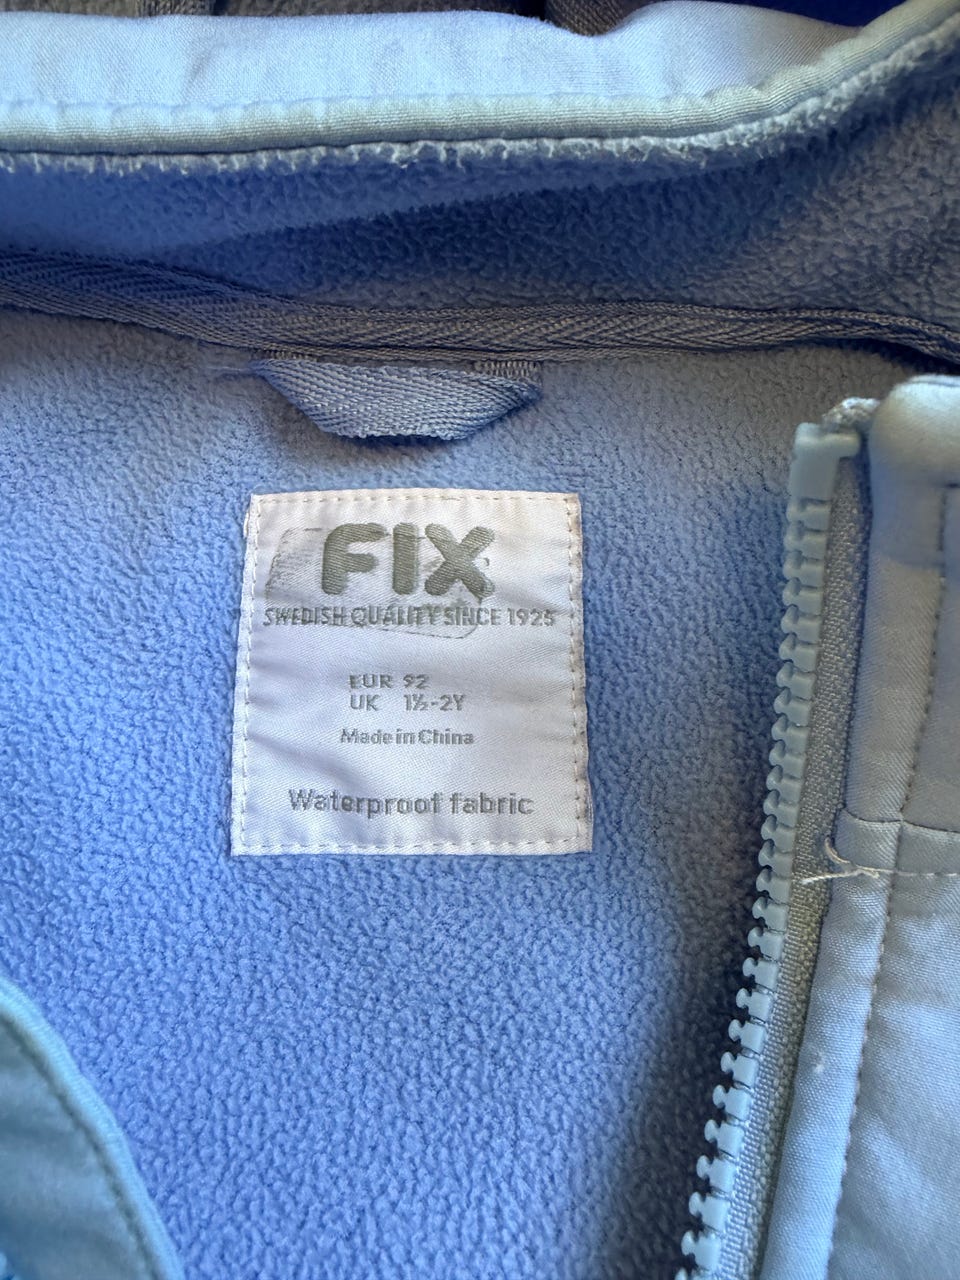 FIX
SWEDISH QUALITY SINCE 1925
EUR 92
UK 1½-2Y
Made in China
Waterproof fabric